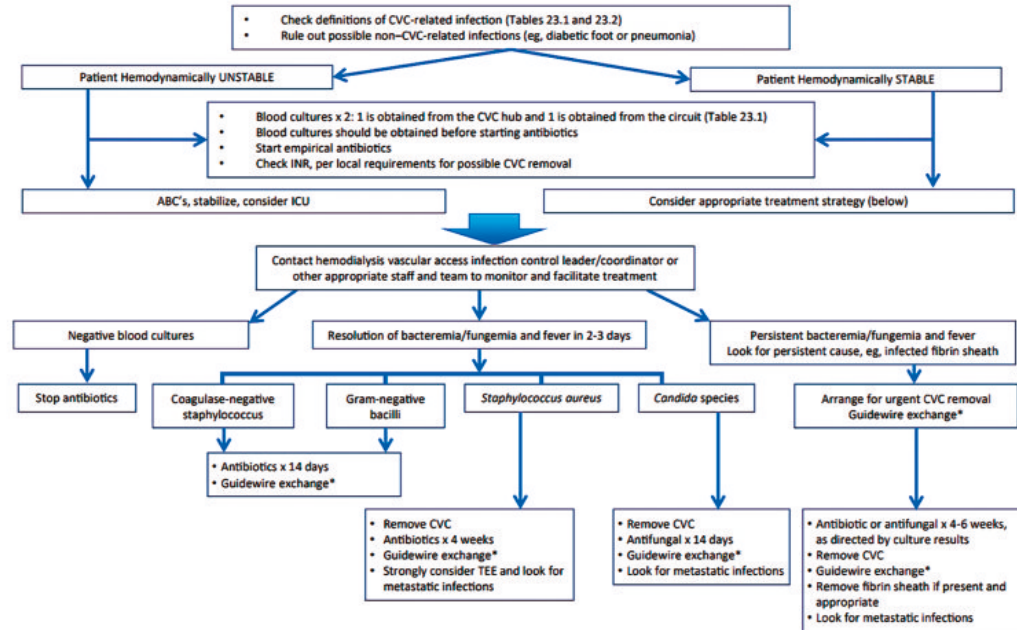 • Check definitions of CVC-related infection (Tables 23.1 and 23.2)
• Rule out possible non–CVC-related infections (eg, diabetic foot or pneumonia)
Patient Hemodynamically UNSTABLE
Patient Hemodynamically STABLE
• Blood cultures x 2: 1 is obtained from the CVC hub and 1 is obtained from the circuit (Table 23.1)
• Blood cultures should be obtained before starting antibiotics
• Start empirical antibiotics
• Check INR, per local requirements for possible CVC removal
ABC's, stabilize, consider ICU
Consider appropriate treatment strategy (below)
Contact hemodialysis vascular access infection control leader/coordinator or
other appropriate staff and team to monitor and facilitate treatment
Negative blood cultures
Resolution of bacteremia/fungemia and fever in 2-3 days
Persistent bacteremia/fungemia and fever
Look for persistent cause, eg, infected fibrin sheath
Stop antibiotics
Coagulase-negative
staphylococcus
Gram-negative
bacilli
Staphylococcus aureus
Candida species
Arrange for urgent CVC removal
Guidewire exchange*
• Antibiotics x 14 days
• Guidewire exchange*
• Remove CVC
• Antibiotics x 4 weeks
• Guidewire exchange*
• Strongly consider TEE and look for
metastatic infections
• Remove CVC
• Antifungal x 14 days
• Guidewire exchange*
• Look for metastatic infections
• Antibiotic or antifungal x 4-6 weeks,
as directed by culture results
• Remove CVC
• Guidewire exchange*
• Remove fibrin sheath if present and
appropriate
• Look for metastatic infections